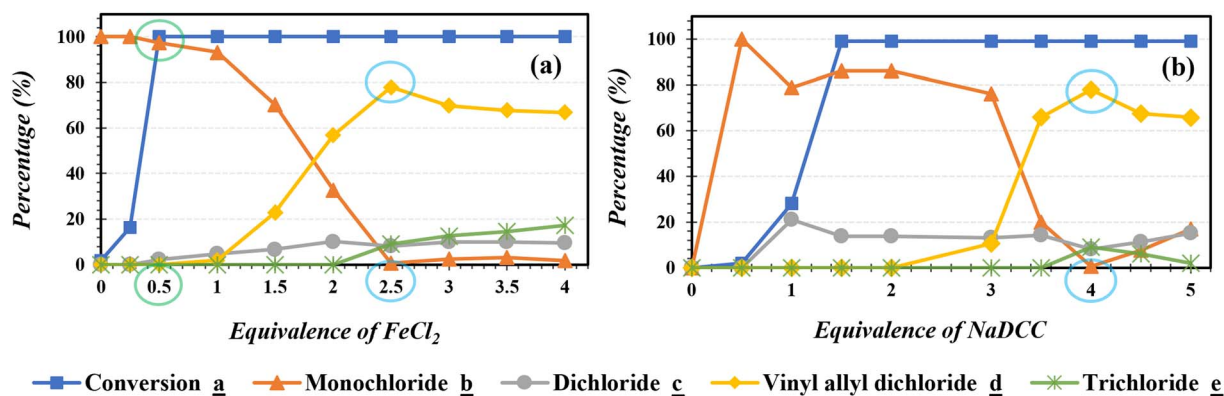 100
80
60
40
20
0
Percentage (%)
(a)
0 0.5 1 1.5 2 2.5 3 3.5 4
Equivalence of FeCl2
100
80
60
40
20
0
Percentage (%)
(b)
0 1 2 3 4 5
Equivalence of NaDCC
Conversion a Monochloride b Dichloride c Vinyl allyl dichloride d Trichloride e